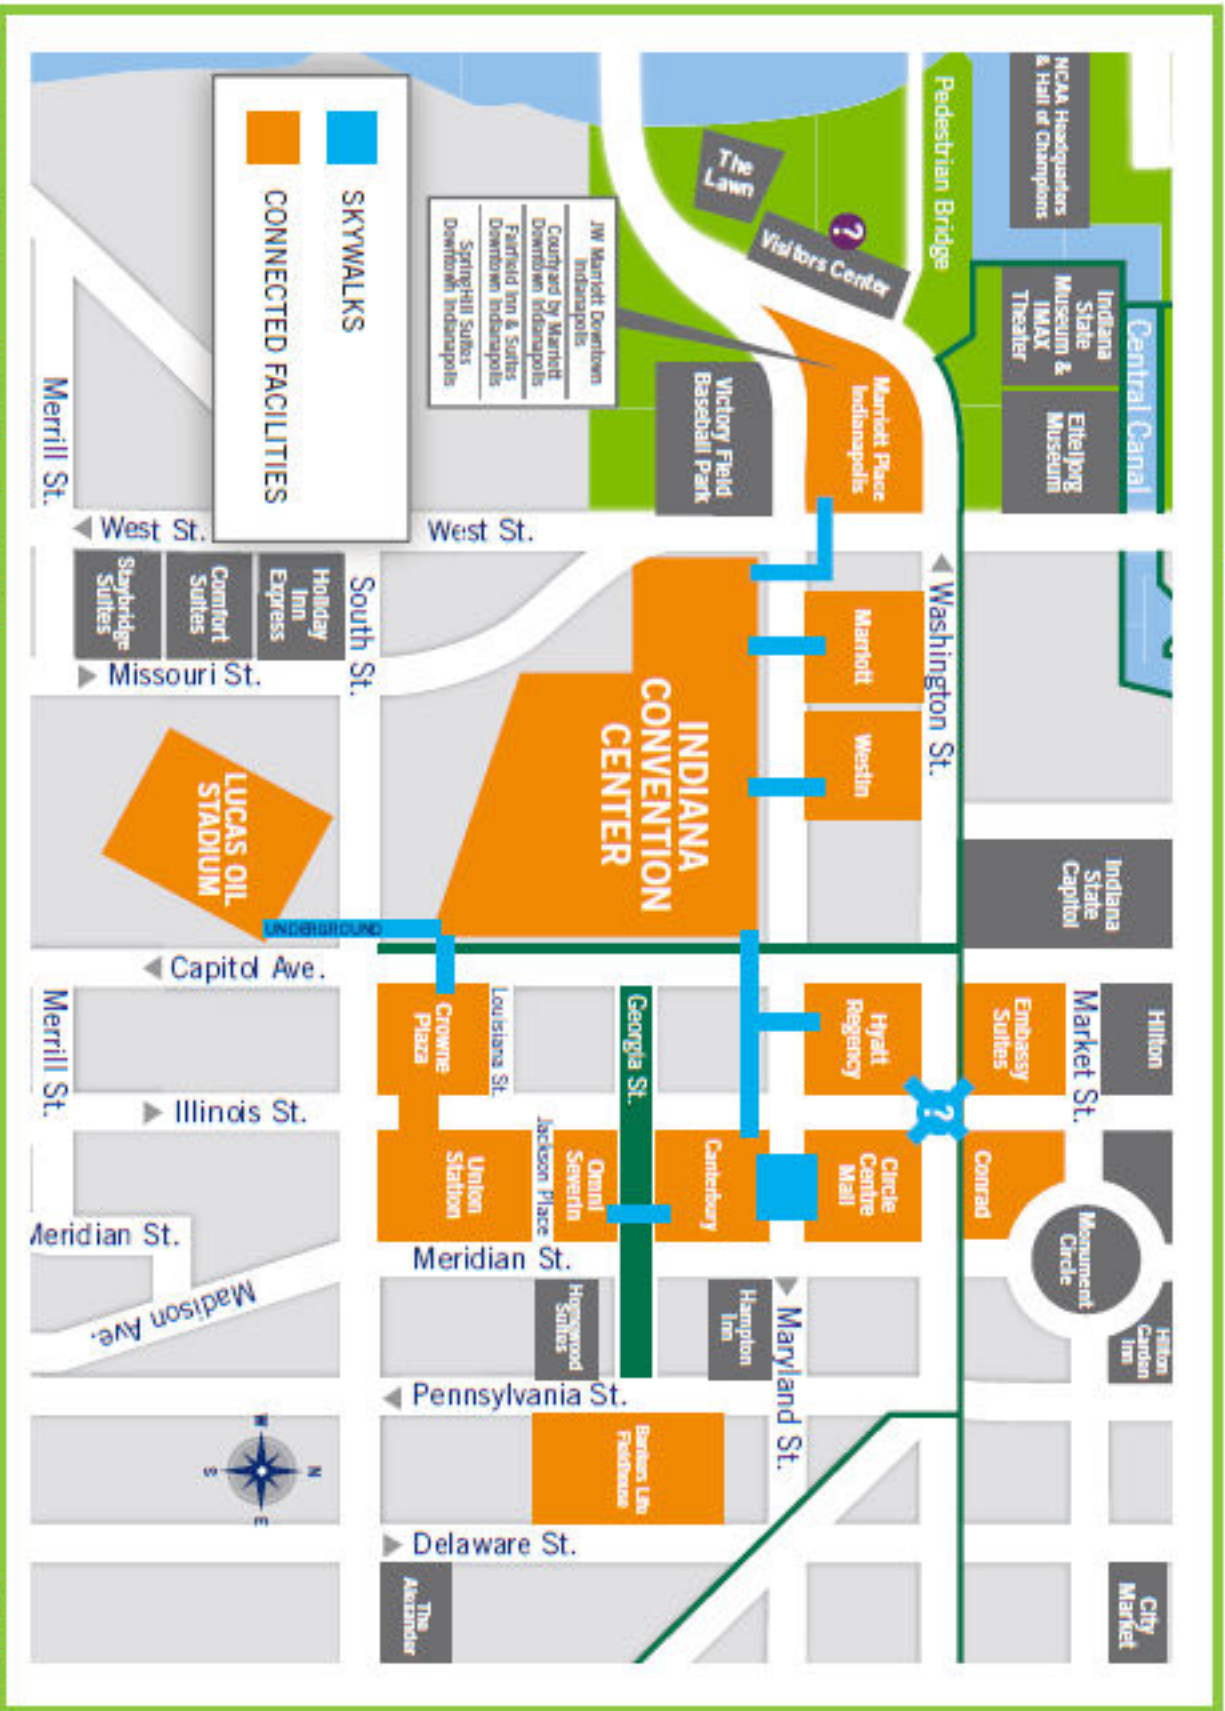 SKYWALKS
CONNECTED FACILITIES
NCAA Headquarters
& Hall of Champions
Pedestrian Bridge
The
Lawn
?
Visitors Center
Indiana
State
Museum &
IMAX
Theater
Central Canal
Eiteljorg
Museum
JW Marriott Downtown
Indianapolis
Courtyard by Marriott
Downtown Indianapolis
Fairfield Inn & Suites
Downtown Indianapolis
SpringHill Suites
Downtown Indianapolis
Victory Field
Baseball Park
Marriott Place
Indianapolis
Merrill St.
West St.
West St.
Staybridge
Suites
Comfort
Suites
Holiday
Inn
Express
South St.
Missouri St.
Washington St.
Marriott
Westin
INDIANA
CONVENTION
CENTER
LUCAS OIL
STADIUM
UNDERGROUND
Indiana
State
Capitol
Capitol Ave.
Merrill St.
Crowne
Plaza
Louisiana St.
Georgia St.
Hyatt
Regency
Embassy
Suites
Market St.
Hilton
Illinois St.
?
Union
Station
Jackson Place
Omni
Severin
Canterbury
Circle
Centre
Mall
Conrad
Monument
Circle
Meridian St.
Meridian St.
Madison Ave.
Homewood
Suites
Hampton
Inn
Maryland St.
Hilton
Garden
Inn
Pennsylvania St.
Bankers Life
Fieldhouse
N
W
E
S
Delaware St.
The
Alexander
City
Market